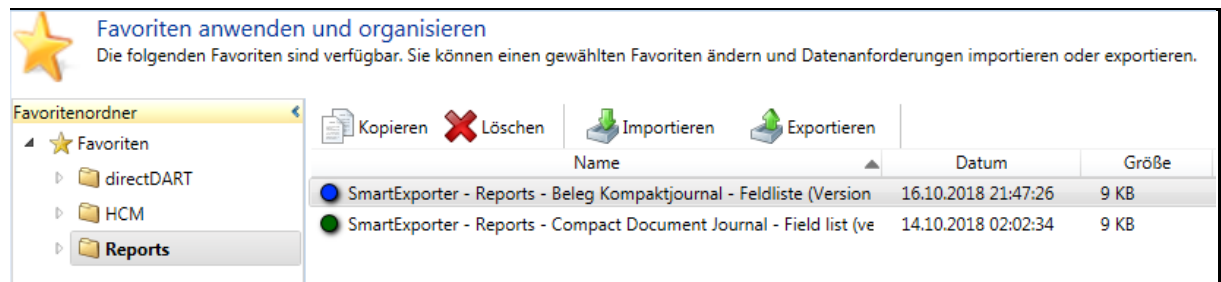 Favoriten anwenden und organisieren
Die folgenden Favoriten sind verfügbar. Sie können einen gewählten Favoriten ändern und Datenanforderungen importieren oder exportieren.
Favoritenordner
Favoriten
directDART
HCM
Reports
Kopieren Löschen Importieren Exportieren
Name Datum Größe
SmartExporter - Reports - Beleg Kompaktjournal - Feldliste (Version 16.10.2018 21:47:26 9 KB
SmartExporter - Reports - Compact Document Journal - Field list (ve 14.10.2018 02:02:34 9 KB